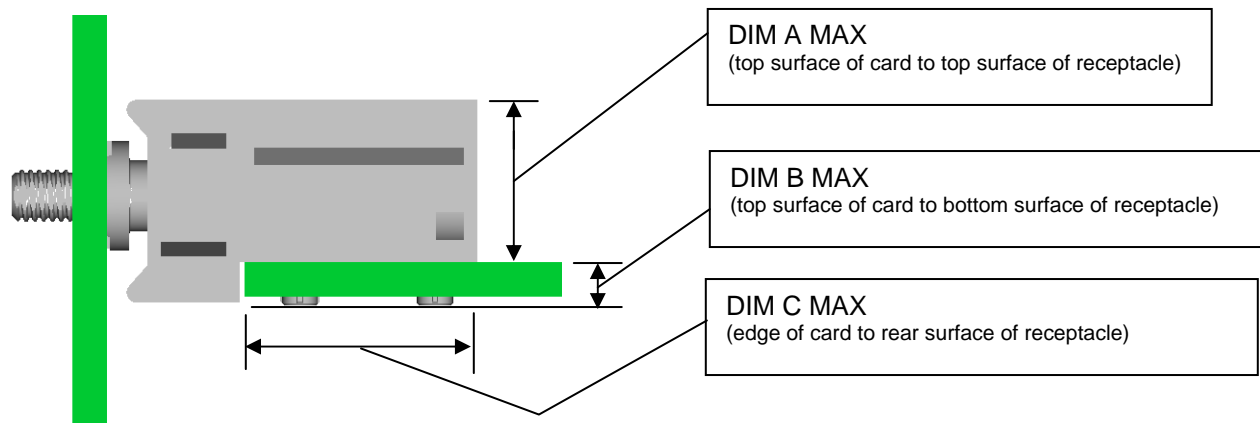 DIM A MAX
(top surface of card to top surface of receptacle)
DIM B MAX
(top surface of card to bottom surface of receptacle)
DIM C MAX
(edge of card to rear surface of receptacle)